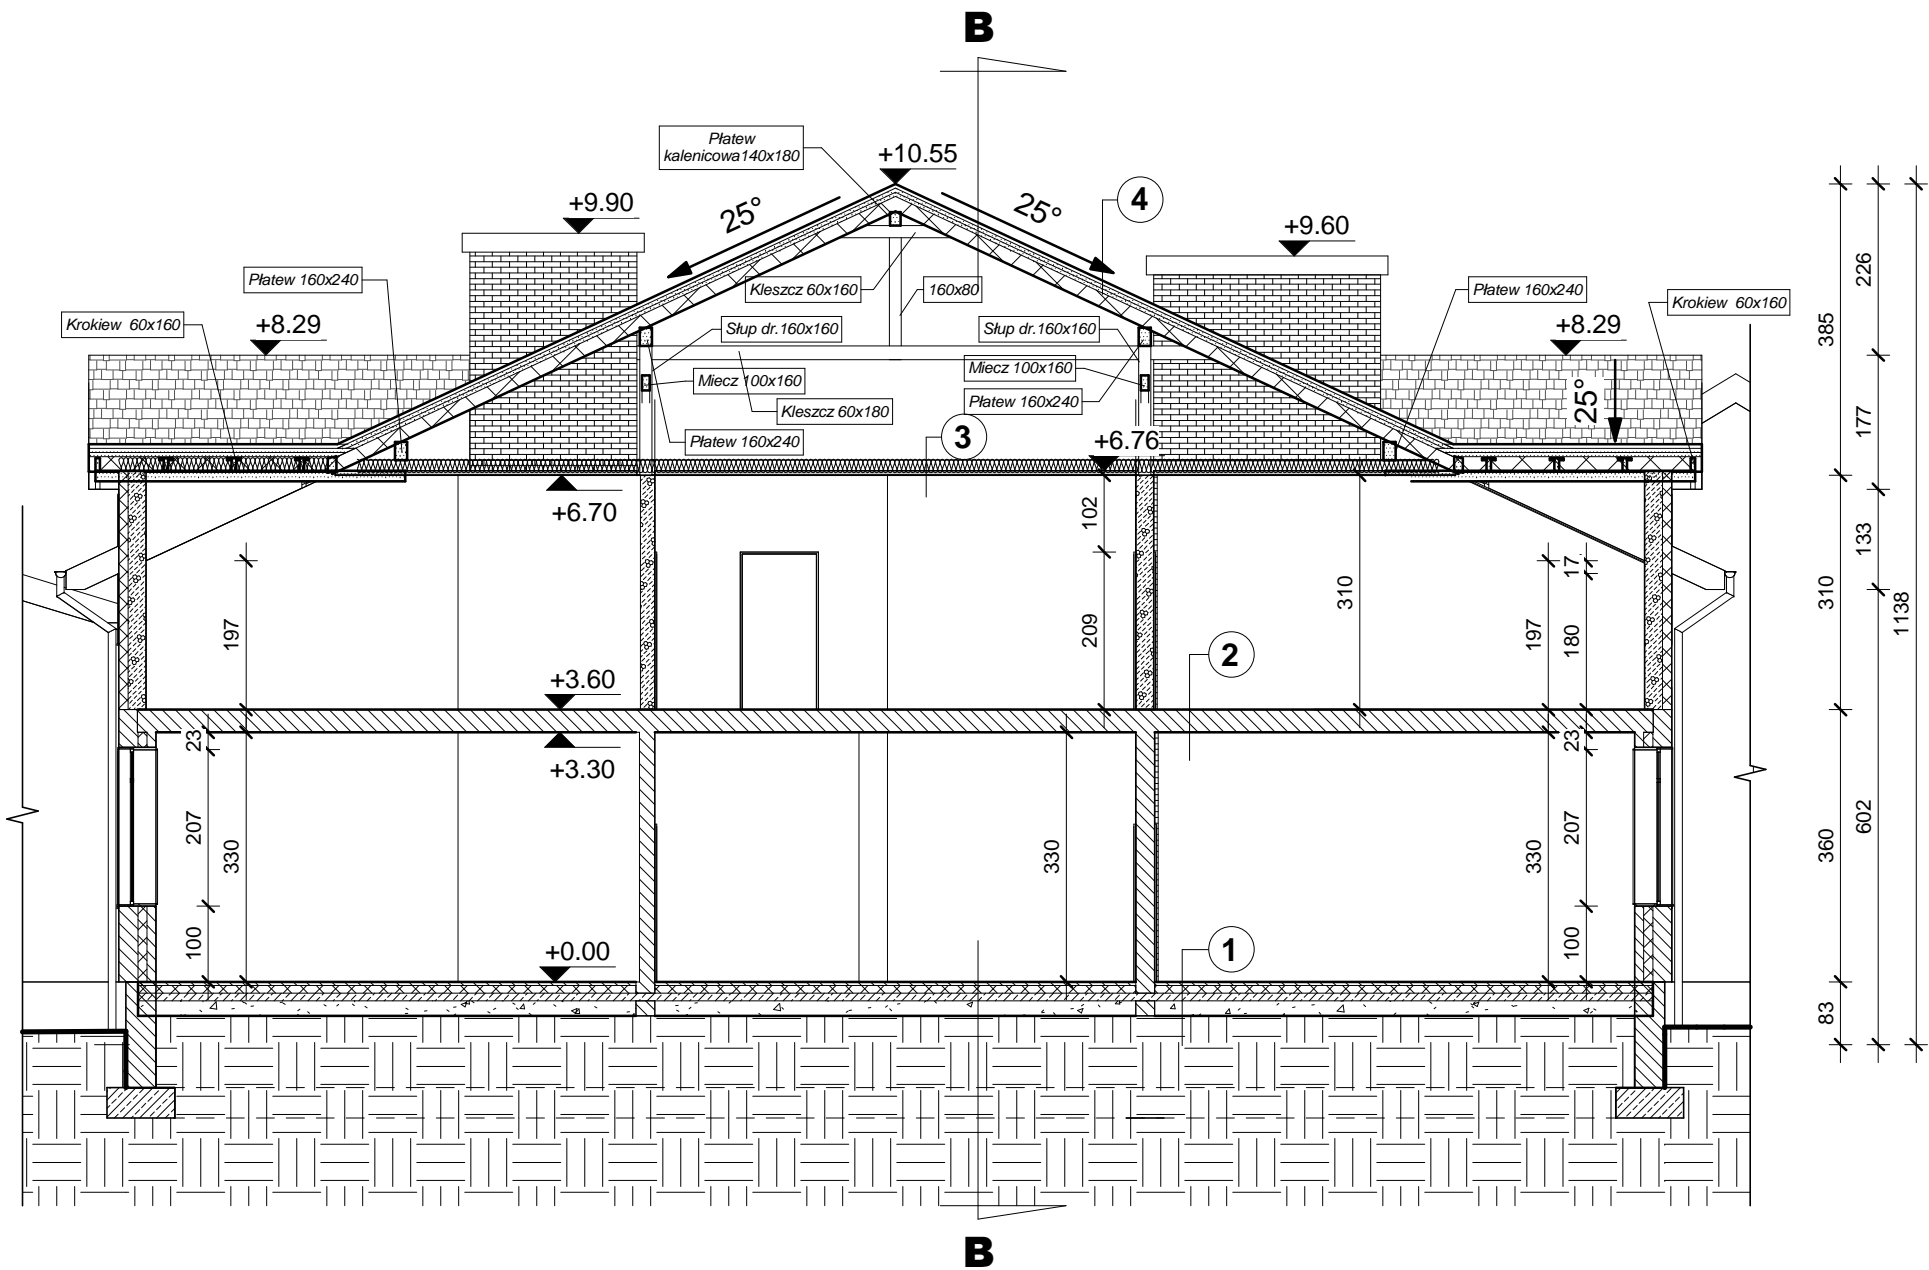 B
Płatew
kalenicowa140x180
+10.55
+9.90
25°
25°
4
+9.60
Płatew 160x240
Kleszcz 60x160
160x80
Płatew 160x240
Krokiew 60x160
Krokiew 60x160
+8.29
Słup dr.160x160
Słup dr.160x160
+8.29
Miecz 100x160
Miecz 100x160
Kleszcz 60x180
Płatew 160x240
25°
Płatew 160x240
3
+6.76
+6.70
102
197
209
310
197
17
180
2
+3.60
23
+3.30
23
207
330
330
330
207
100
+0.00
1
100
226
385
177
133
310
1138
602
360
83
B